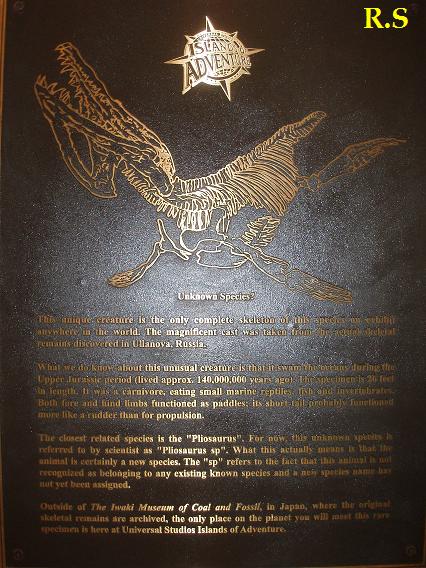 R.S
ISLANDS
ADVENTURE
Unknown Species?
This unique creature is the only complete skeleton of this species on exhibit
anywhere in the world. The magnificent cast was taken from the actual skeletal
remains discovered in Ullanova, Russia.
What we do know about this unusual creature is that it swam the oceans during the
Upper Jurassic period (lived approx. 140,000,000 years ago). The specimen is 26 feet
in length. It was a carnivore, eating small marine reptiles, fish and invertebrates.
Both fore and hind limbs functioned as paddles; its short tail probably functioned
more like a rudder than for propulsion.
The closest related species is the "Pliosaurus". For now, this unknown species is
referred to by scientist as "Pliosaurus sp". What this actually means is that the
animal is certainly a new species. The "sp" refers to the fact that this animal is not
recognized as belonging to any existing known species and a new species name has
not yet been assigned.
Outside of The Iwaki Museum of Coal and Fossil, in Japan, where the original
skeletal remains are archived, the only place on the planet you will meet this rare
specimen is here at Universal Studios Islands of Adventure.